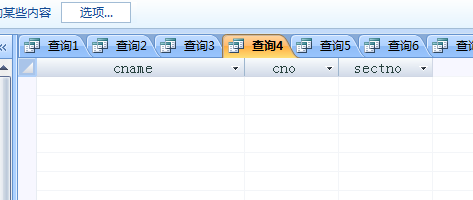 的某些内容 选项...
查询1 查询2 查询3 查询4 查询5 查询6
cname cno sectno